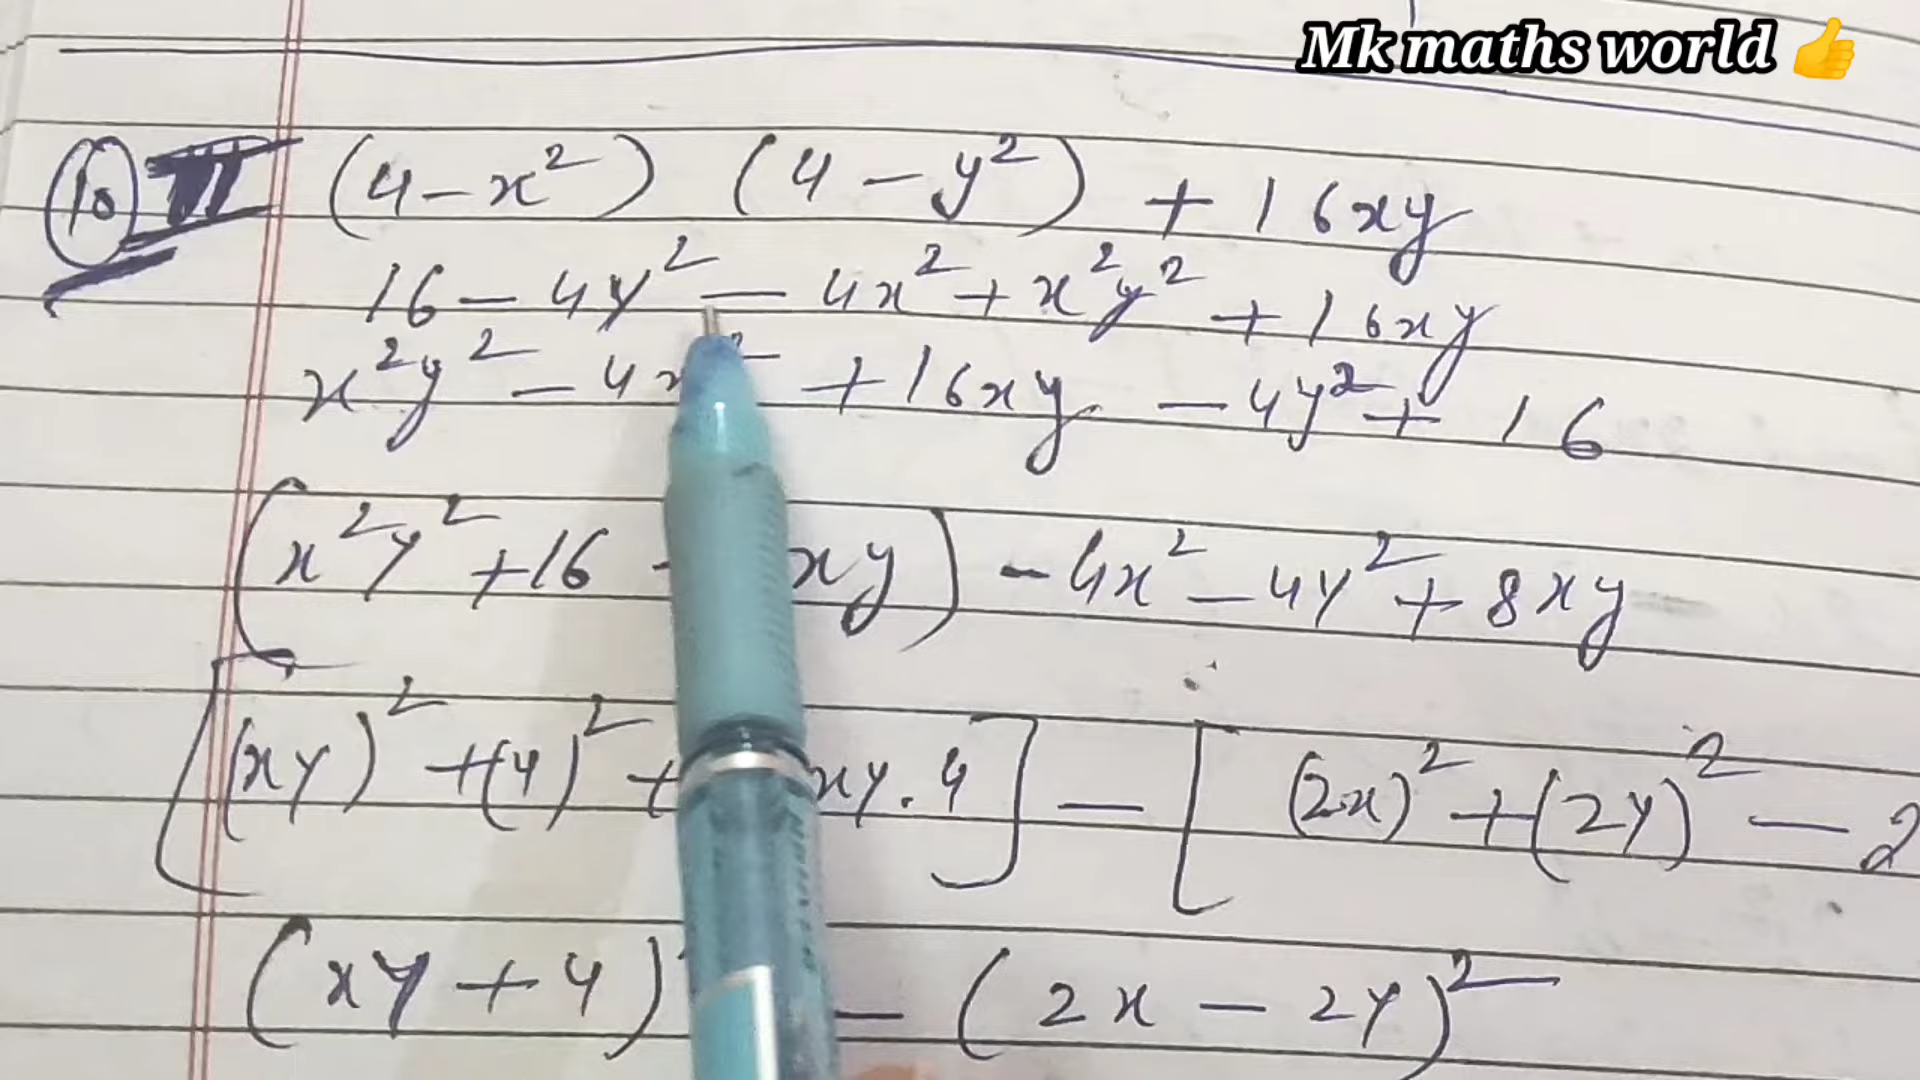 Mk maths world 👍
10 (4 - x²) (4 - y²) + 16xy
16 - 4y² - 4x² + x²y² + 16xy
x²y² - 4x² + 16xy - 4y² + 16
(x²y² + 16 xy) - 4x² - 4y² + 8xy
[(xy)² + (4)² + xy.4] - [(2x)² + (2y)² - 2
(xy + 4) - (2x - 2y)²